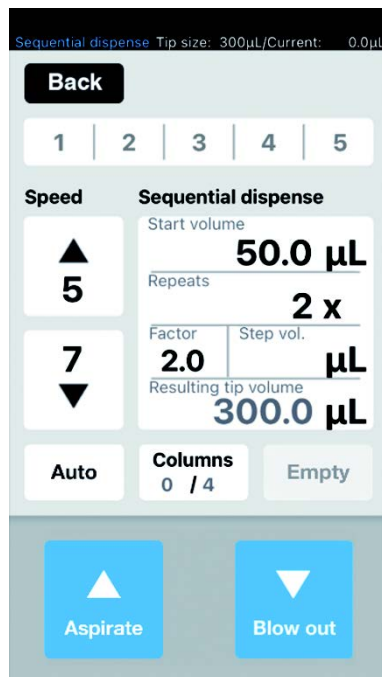 Sequential dispense Tip size: 300µL/Current: 0.0µL
Back
1 2 3 4 5
Speed
Sequential dispense
5
7
Start volume
50.0 µL
Repeats
2 x
Factor
2.0
Step vol.
µL
Resulting tip volume
300.0 µL
Auto
Columns
0 / 4
Empty
Aspirate
Blow out